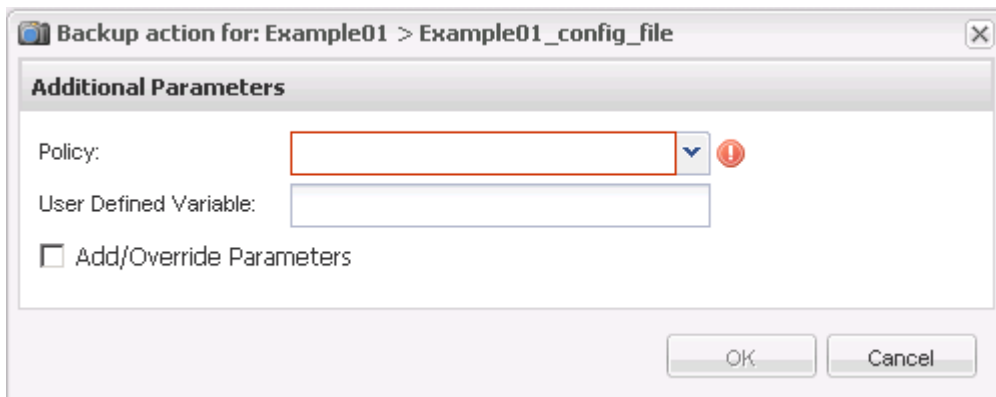 Backup action for: Example01 > Example01_config_file
Additional Parameters
Policy:
User Defined Variable:
Add/Override Parameters
OK
Cancel